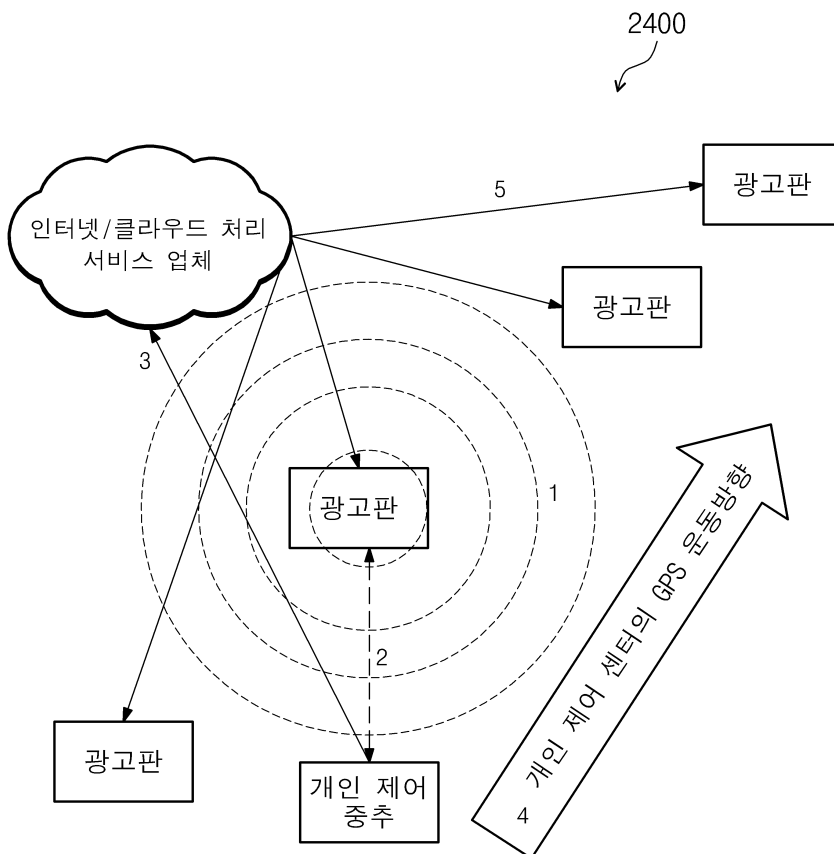 2400
5
광고판
인터넷/클라우드 처리
서비스 업체
광고판
3
1
광고판
개인 제어 센터의 GPS 운동방향
2
광고판
개인 제어
중추
4